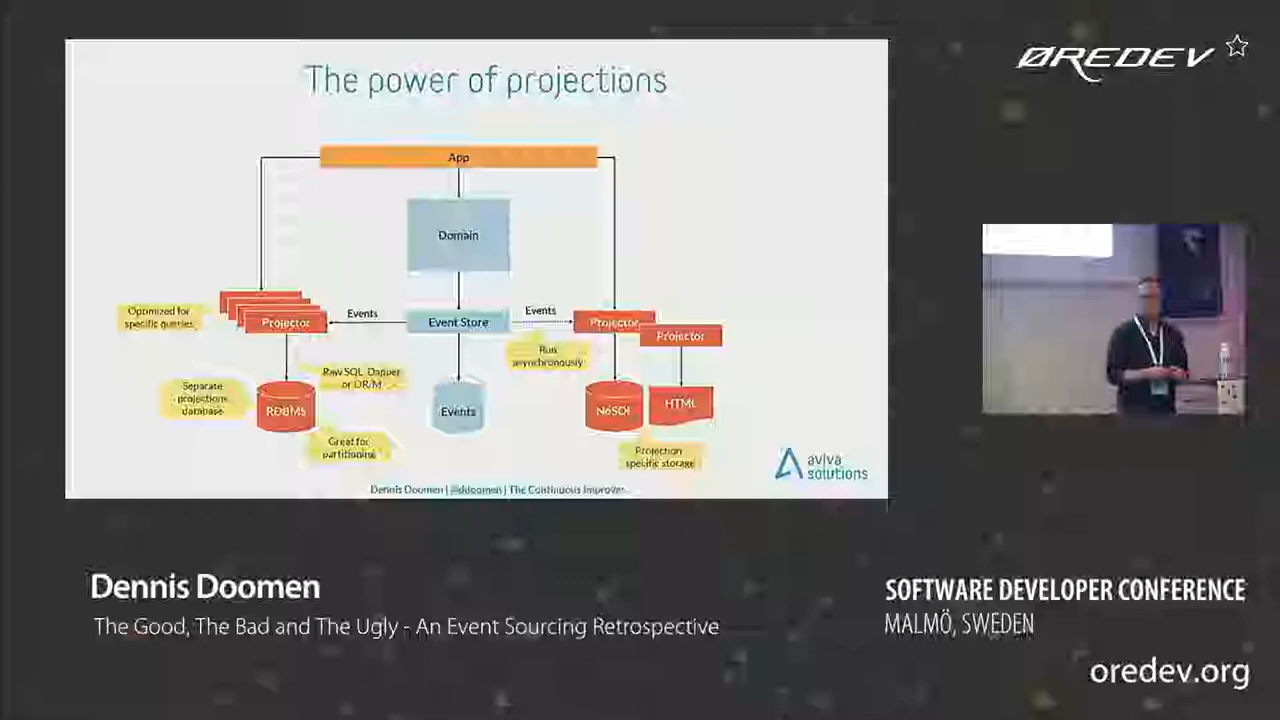 ØREDEV
The power of projections
App
Domain
Optimized for
specific queries
Projector
Events
Event Store
Events
Projector
Projector
Run
asynchronously
Raw SQL, Dapper
or OR/M
Separate
projections
database
RDBMS
Events
NoSQL
HTML
Great for
partitioning
Projection
specific storage
aviva
solutions
Dennis Doomen | @ddoomen | The Continuous Improver
Dennis Doomen
The Good, The Bad and The Ugly - An Event Sourcing Retrospective
SOFTWARE DEVELOPER CONFERENCE
MALMÖ, SWEDEN
oredev.org